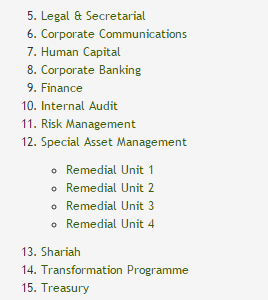 5. Legal & Secretarial
6. Corporate Communications
7. Human Capital
8. Corporate Banking
9. Finance
10. Internal Audit
11. Risk Management
12. Special Asset Management
Remedial Unit 1
Remedial Unit 2
Remedial Unit 3
Remedial Unit 4
13. Shariah
14. Transformation Programme
15. Treasury